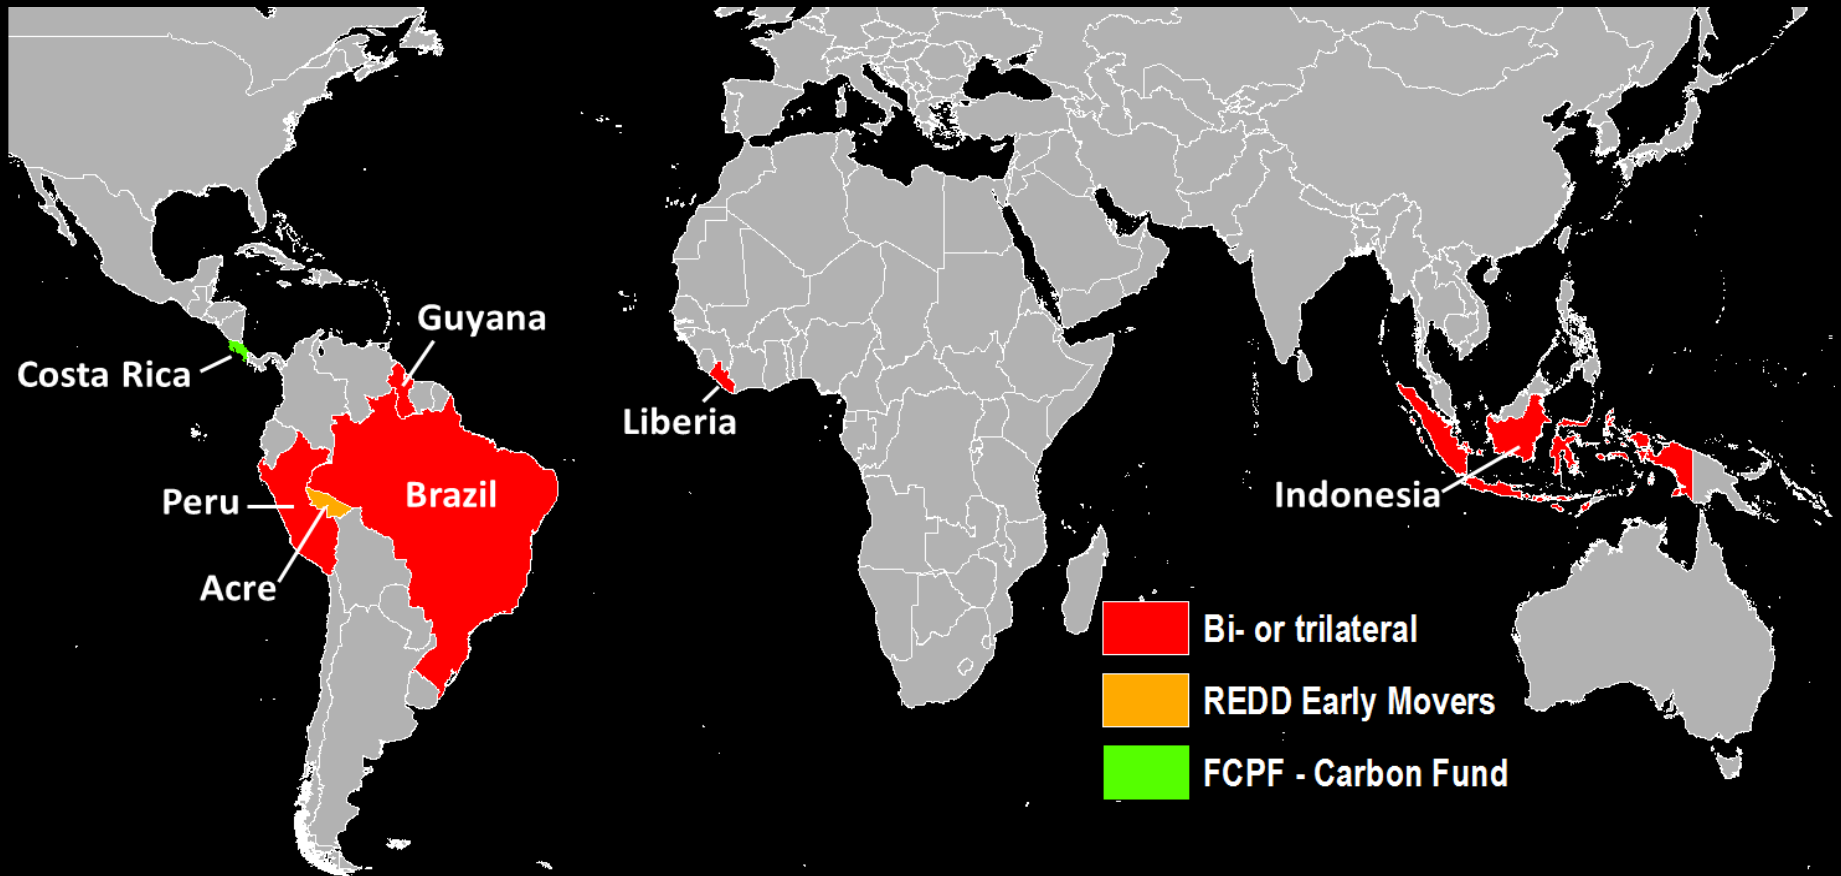 Guyana
Costa Rica
Liberia
Peru
Brazil
Indonesia
Acre
Bi- or trilateral
REDD Early Movers
FCPF - Carbon Fund